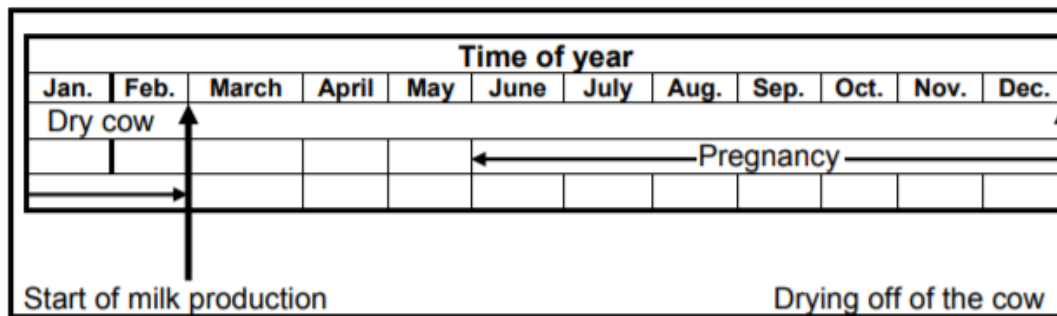 Time of year
Jan. Feb. March April May June July Aug. Sep. Oct. Nov. Dec.
Dry cow
Pregnancy
Start of milk production Drying off of the cow